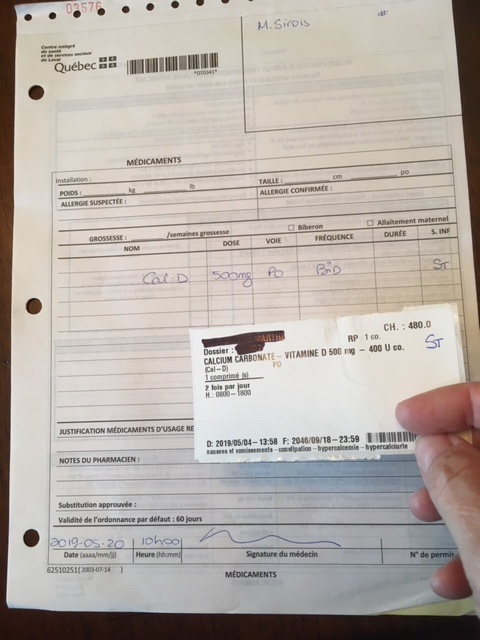 03576
M. Sirois #
Centre intégré
de santé
et de services sociaux
de Laval
Québec
*DT0341*
MÉDICAMENTS
Installation :
POIDS : kg lb TAILLE : cm po
ALLERGIE SUSPECTÉE : ALLERGIE CONFIRMÉE :
GROSSESSE : /semaines grossesse Biberon Allaitement maternel
NOM DOSE VOIE FRÉQUENCE DURÉE S. INF
Cal-D 500mg PO BID ST
Dossier : CH. : 480.0
RP 1 co.
CALCIUM CARBONATE - VITAMINE D 500 mg - 400 U co.
(Cal-D) PO ST
1 comprimé (s)
2 fois par jour
H.: 0800 - 1800
D: 2019/05/04 - 13:58 F: 2046/09/18 - 23:59
nausées et vomissements - constipation - hypercalcémie - hypercalciurie
JUSTIFICATION MÉDICAMENTS D'USAGE RE
NOTES DU PHARMACIEN :
Substitution approuvée :
Validité de l'ordonnance par défaut : 60 jours
2019-05-20 10h00
Date (aaaa/mm/jj) Heure (hh:mm) Signature du médecin N° de permis
62510251( 2003-07-14 )
MÉDICAMENTS